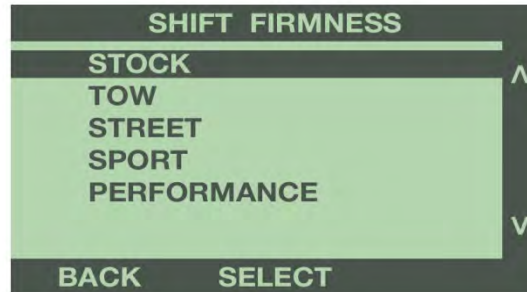 SHIFT FIRMNESS
STOCK
TOW
STREET
SPORT
PERFORMANCE
BACK SELECT